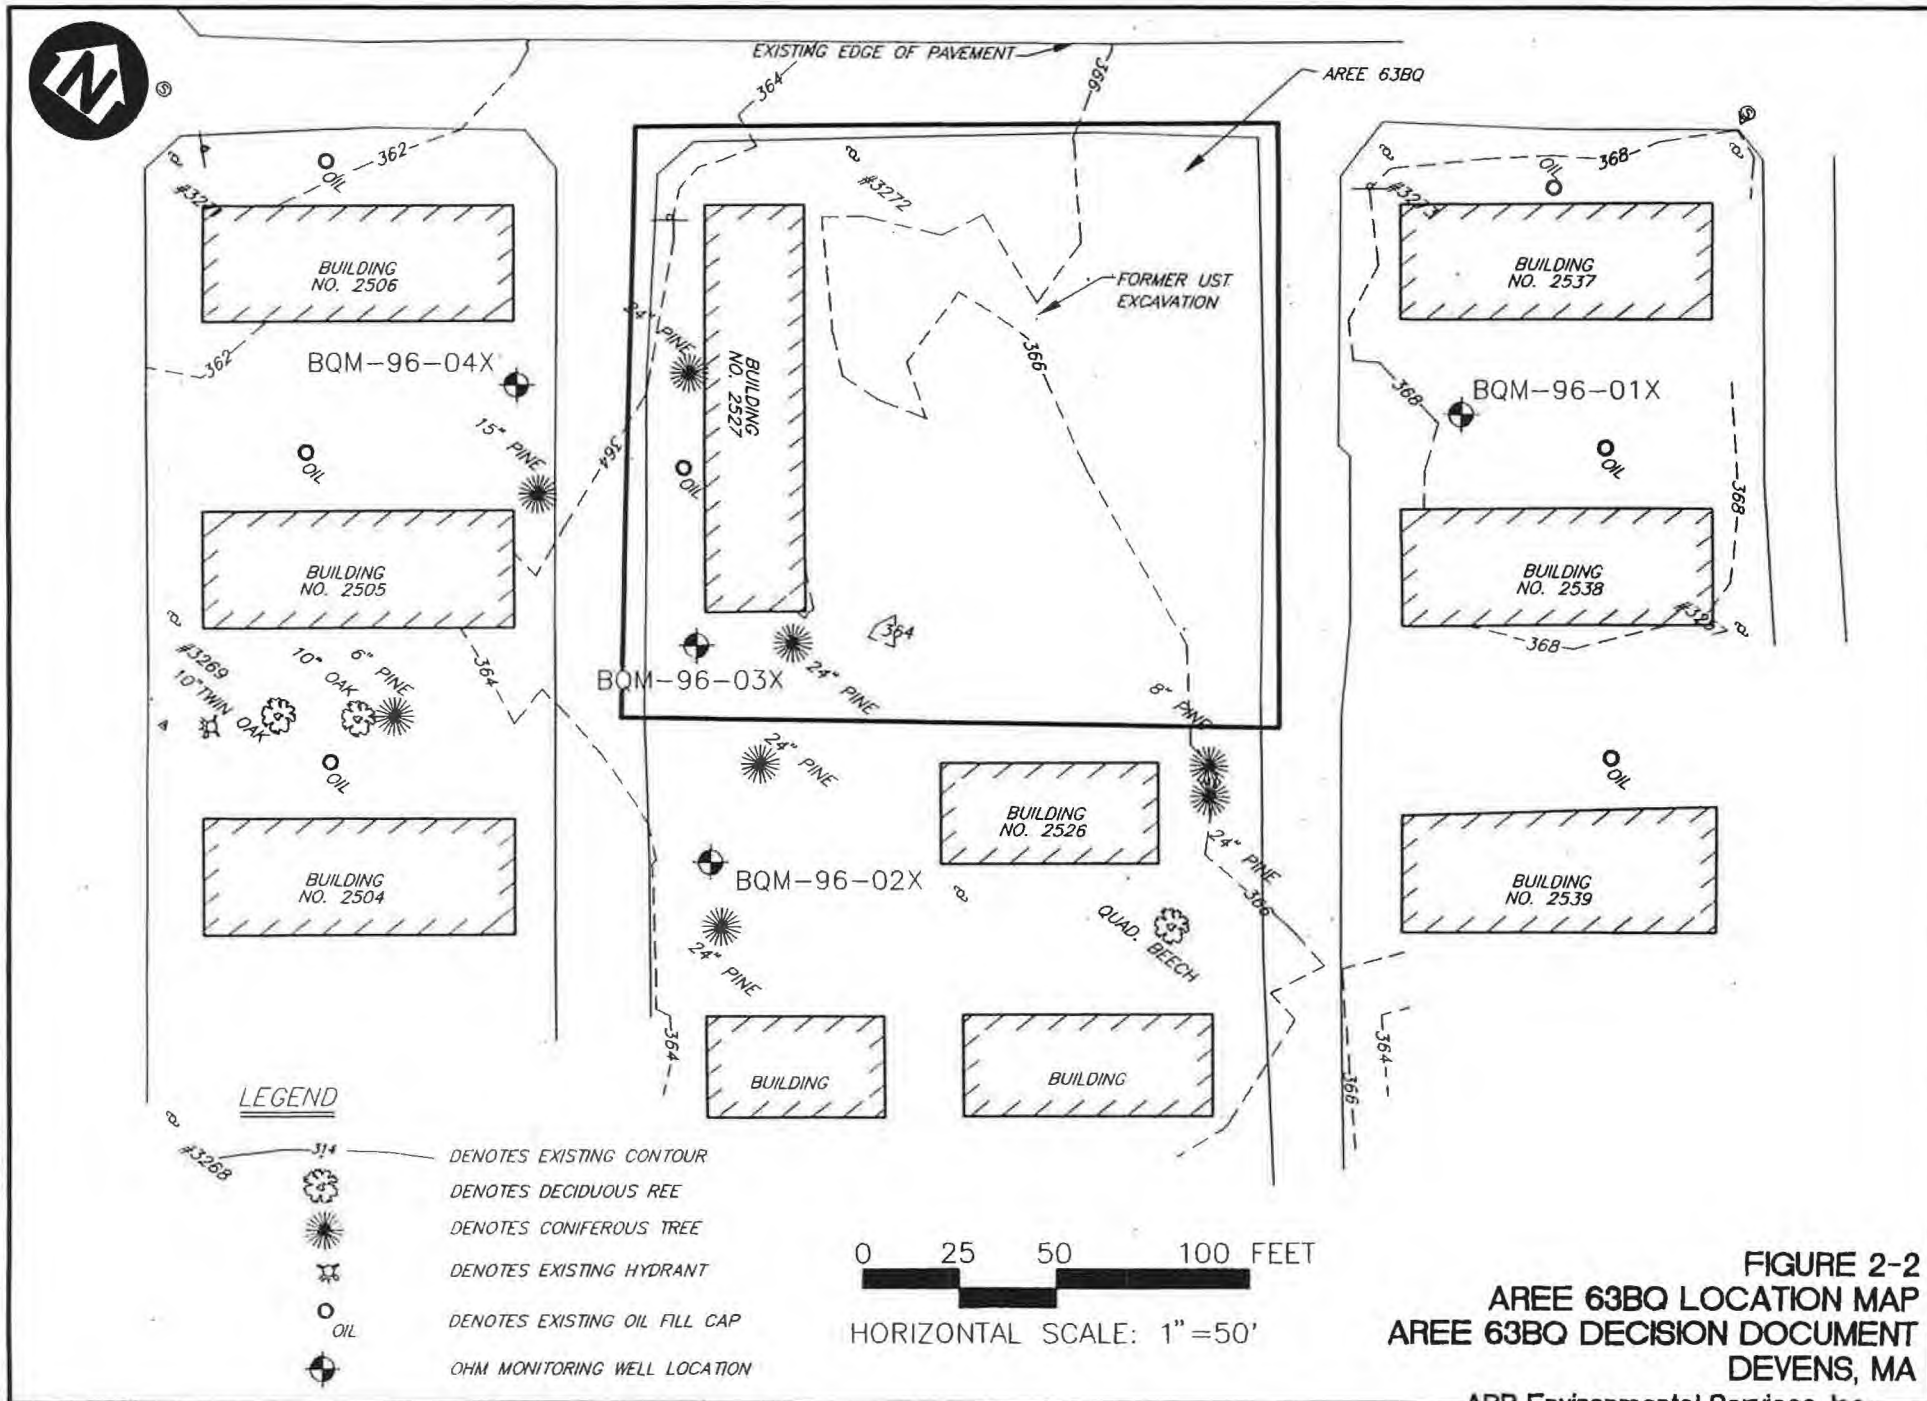 N
S
EXISTING EDGE OF PAVEMENT
AREE 63BQ
364
366
362
OIL
#3272
368
OIL
S
BUILDING
NO. 2506
BUILDING
NO. 2537
FORMER UST
EXCAVATION
24" PINE
362
BQM-96-04X
BUILDING
NO. 2527
366
368
BQM-96-01X
15" PINE
364
OIL
OIL
OIL
368
BUILDING
NO. 2505
BUILDING
NO. 2538
#3267
364
368
#3269
10" TWIN OAK
10" OAK
6" PINE
364
BQM-96-03X
24" PINE
8" PINE
24" PINE
OIL
OIL
BUILDING
NO. 2526
24" PINE
BUILDING
NO. 2504
BQM-96-02X
366
BUILDING
NO. 2539
QUAD. BEECH
24" PINE
364
364
366
BUILDING
BUILDING
LEGEND
#3268
314
DENOTES EXISTING CONTOUR
DENOTES DECIDUOUS REE
DENOTES CONIFEROUS TREE
DENOTES EXISTING HYDRANT
OIL
DENOTES EXISTING OIL FILL CAP
OHM MONITORING WELL LOCATION
0 25 50 100 FEET
HORIZONTAL SCALE: 1"=50'
FIGURE 2-2
AREE 63BQ LOCATION MAP
AREE 63BQ DECISION DOCUMENT
DEVENS, MA